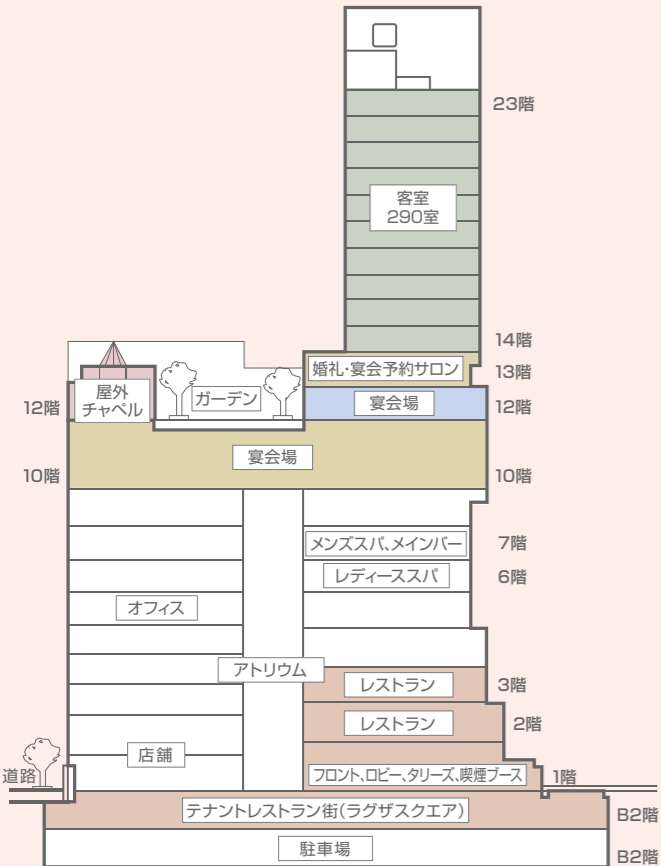 23階
客室
290室
14階
婚礼・宴会予約サロン
13階
屋外
チャペル
ガーデン
12階
宴会場
12階
宴会場
10階
10階
メンズスパ、メインバー
7階
レディーススパ
6階
オフィス
アトリウム
レストラン
3階
レストラン
2階
店舗
道路
フロント、ロビー、タリーズ、喫煙ブース
1階
テナントレストラン街(ラグザスクエア)
B2階
駐車場
B2階